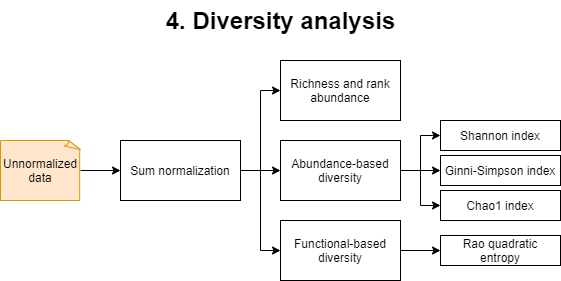 4. Diversity analysis
Unnormalized
data
Sum normalization
Richness and rank
abundance
Abundance-based
diversity
Functional-based
diversity
Shannon index
Ginni-Simpson index
Chao1 index
Rao quadratic
entropy